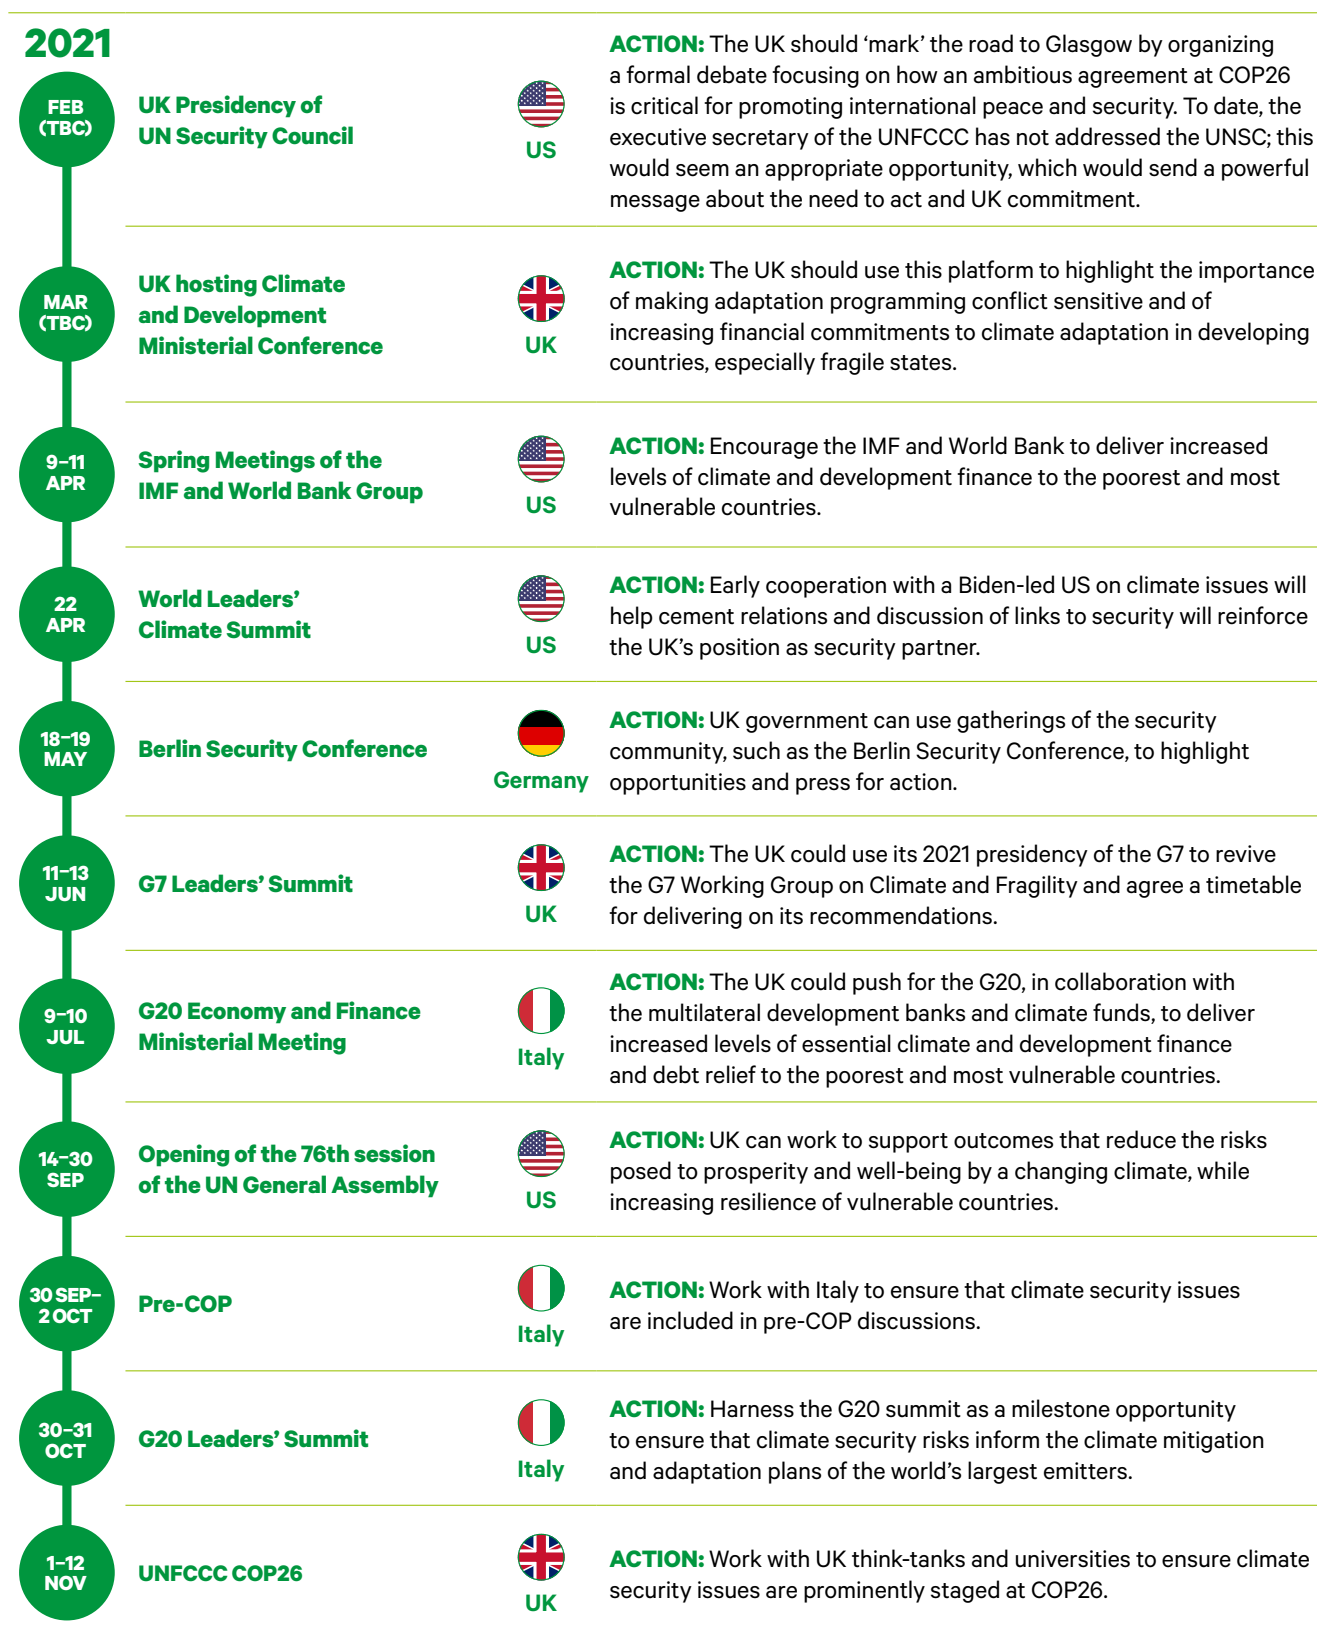 2021
FEB
(TBC)
UK Presidency of
UN Security Council
US
ACTION: The UK should ‘mark’ the road to Glasgow by organizing
a formal debate focusing on how an ambitious agreement at COP26
is critical for promoting international peace and security. To date, the
executive secretary of the UNFCCC has not addressed the UNSC; this
would seem an appropriate opportunity, which would send a powerful
message about the need to act and UK commitment.
MAR
(TBC)
UK hosting Climate
and Development
Ministerial Conference
UK
ACTION: The UK should use this platform to highlight the importance
of making adaptation programming conflict sensitive and of
increasing financial commitments to climate adaptation in developing
countries, especially fragile states.
9–11
APR
Spring Meetings of the
IMF and World Bank Group
US
ACTION: Encourage the IMF and World Bank to deliver increased
levels of climate and development finance to the poorest and most
vulnerable countries.
22
APR
World Leaders’
Climate Summit
US
ACTION: Early cooperation with a Biden-led US on climate issues will
help cement relations and discussion of links to security will reinforce
the UK’s position as security partner.
18–19
MAY
Berlin Security Conference
Germany
ACTION: UK government can use gatherings of the security
community, such as the Berlin Security Conference, to highlight
opportunities and press for action.
11–13
JUN
G7 Leaders’ Summit
UK
ACTION: The UK could use its 2021 presidency of the G7 to revive
the G7 Working Group on Climate and Fragility and agree a timetable
for delivering on its recommendations.
9–10
JUL
G20 Economy and Finance
Ministerial Meeting
Italy
ACTION: The UK could push for the G20, in collaboration with
the multilateral development banks and climate funds, to deliver
increased levels of essential climate and development finance
and debt relief to the poorest and most vulnerable countries.
14–30
SEP
Opening of the 76th session
of the UN General Assembly
US
ACTION: UK can work to support outcomes that reduce the risks
posed to prosperity and well-being by a changing climate, while
increasing resilience of vulnerable countries.
30 SEP–
2 OCT
Pre-COP
Italy
ACTION: Work with Italy to ensure that climate security issues
are included in pre-COP discussions.
30–31
OCT
G20 Leaders’ Summit
Italy
ACTION: Harness the G20 summit as a milestone opportunity
to ensure that climate security risks inform the climate mitigation
and adaptation plans of the world’s largest emitters.
1–12
NOV
UNFCCC COP26
UK
ACTION: Work with UK think-tanks and universities to ensure climate
security issues are prominently staged at COP26.